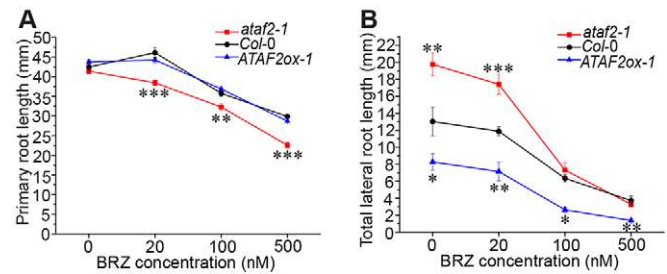 A
ataf2-1
Col-0
ATAF2ox-1
Primary root length (mm)
50
45
40
35
30
25
20
15
10
5
0
***
**
***
0 20 100 500
BRZ concentration (nM)
B
ataf2-1
Col-0
ATAF2ox-1
Total lateral root length (mm)
22
20
18
16
14
12
10
8
6
4
2
0
**
***
*
**
*
**
0 20 100 500
BRZ concentration (nM)